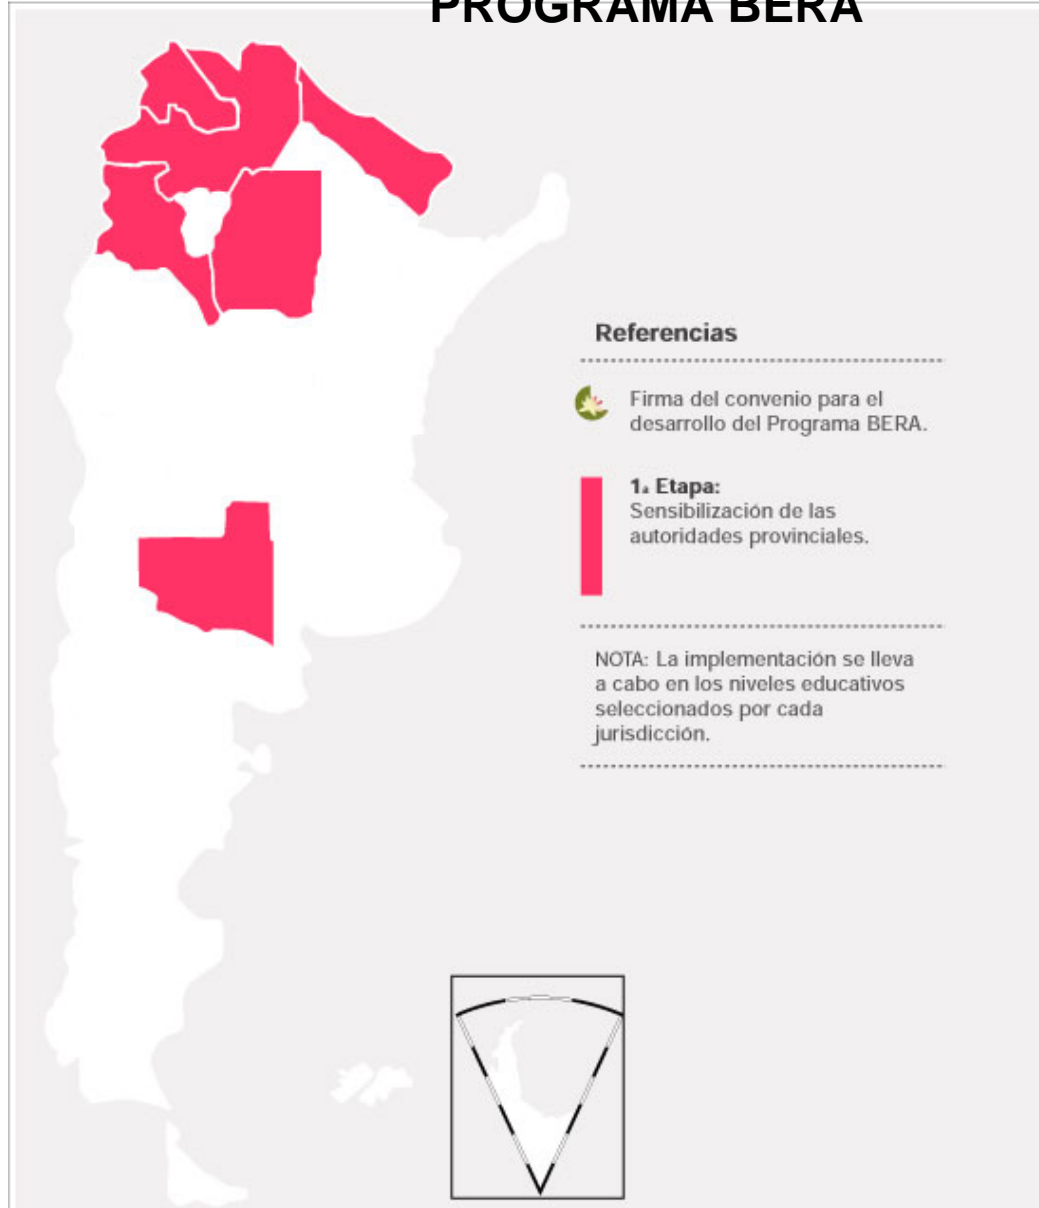 PROGRAMA BERA
Referencias
Firma del convenio para el
desarrollo del Programa BERA.
1ª Etapa:
Sensibilización de las
autoridades provinciales.
NOTA: La implementación se lleva
a cabo en los niveles educativos
seleccionados por cada
jurisdicción.